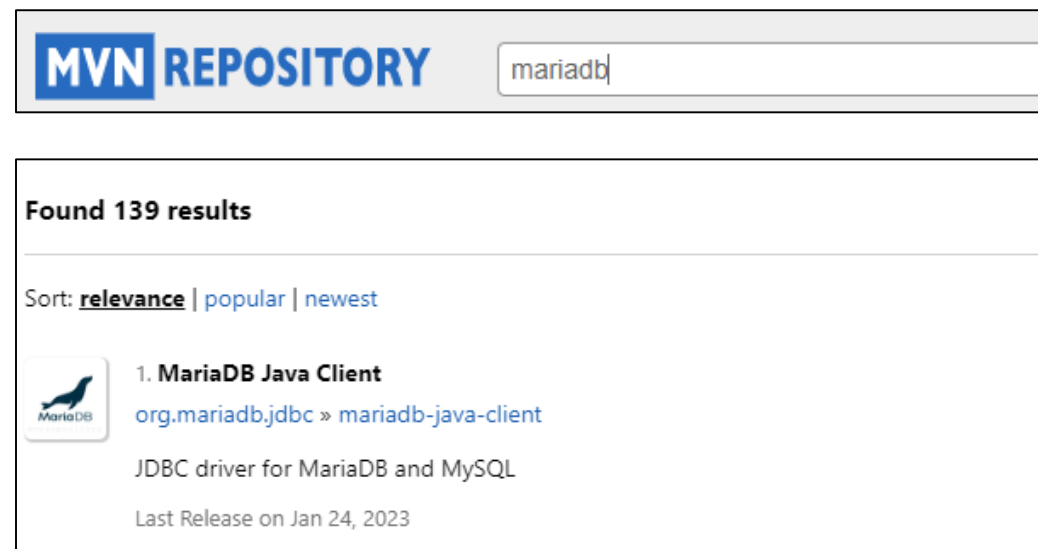 MVN REPOSITORY
mariadb
Found 139 results
Sort: relevance | popular | newest
MariaDB
1. MariaDB Java Client
org.mariadb.jdbc » mariadb-java-client
JDBC driver for MariaDB and MySQL
Last Release on Jan 24, 2023